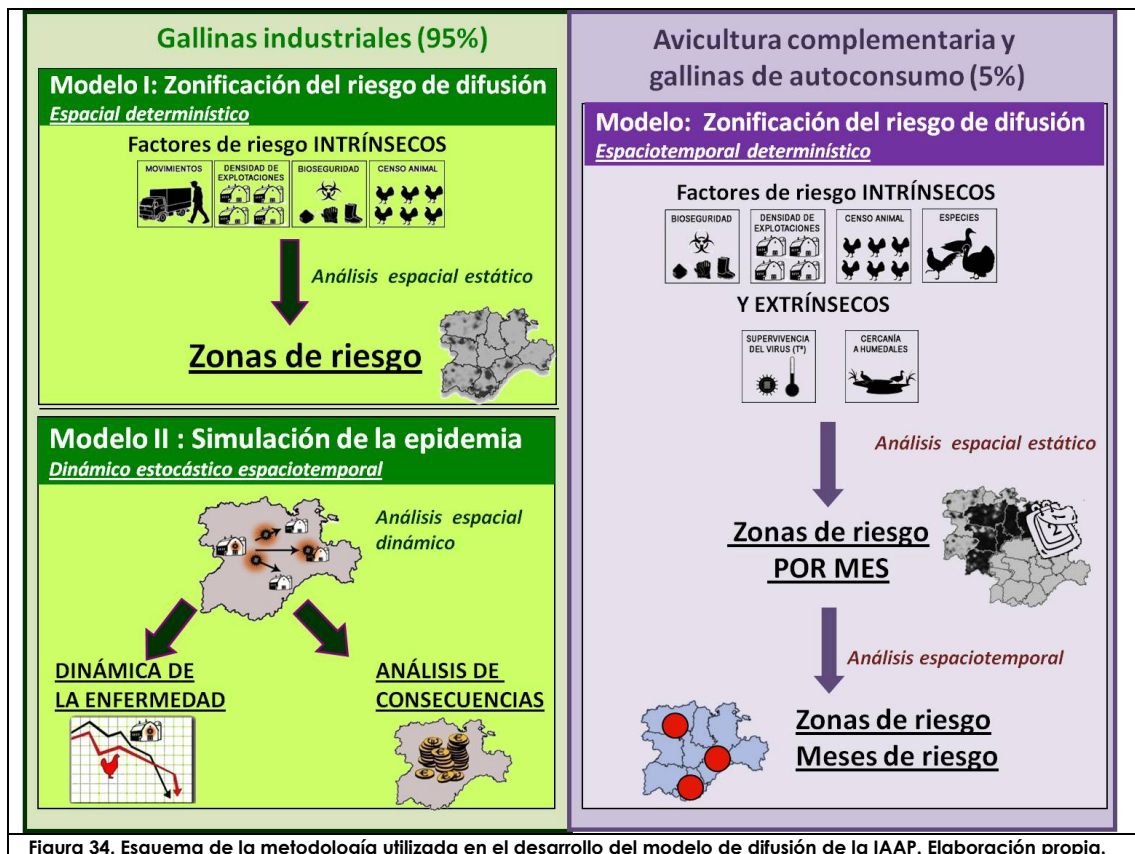 Gallinas industriales (95%)
Modelo I: Zonificación del riesgo de difusión
Espacial determinístico
Factores de riesgo INTRÍNSECOS
MOVIMIENTOS
DENSIDAD DE
EXPLOTACIONES
BIOSEGURIDAD
CENSO ANIMAL
Análisis espacial estático
Zonas de riesgo
Modelo II : Simulación de la epidemia
Dinámico estocástico espaciotemporal
Análisis espacial
dinámico
DINÁMICA DE
LA ENFERMEDAD
ANÁLISIS DE
CONSECUENCIAS
Avicultura complementaria y
gallinas de autoconsumo (5%)
Modelo: Zonificación del riesgo de difusión
Espaciotemporal determinístico
Factores de riesgo INTRÍNSECOS
BIOSEGURIDAD
DENSIDAD DE
EXPLOTACIONES
CENSO ANIMAL
ESPECIES
Y EXTRÍNSECOS
SUPERVIVENCIA
DEL VIRUS (Tª)
CERCANÍA
A HUMEDALES
Análisis espacial estático
Zonas de riesgo
POR MES
Análisis espaciotemporal
Zonas de riesgo
Meses de riesgo
Figura 34. Esquema de la metodología utilizada en el desarrollo del modelo de difusión de la IAAP. Elaboración propia.